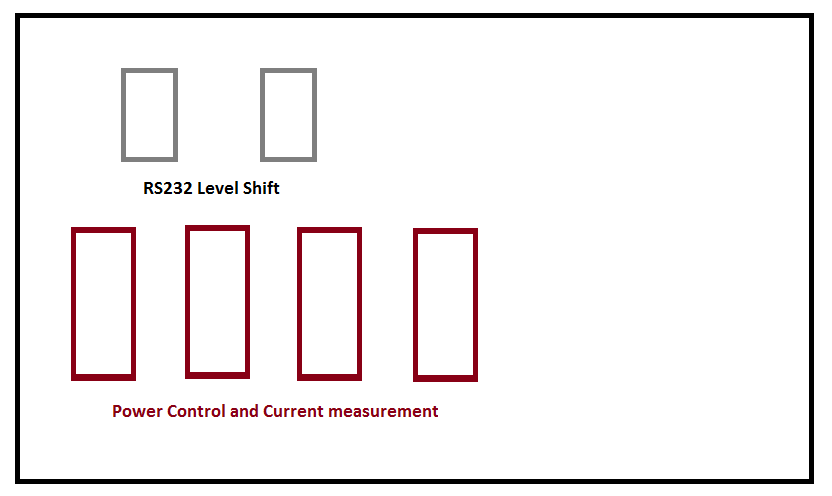 RS232 Level Shift
Power Control and Current measurement